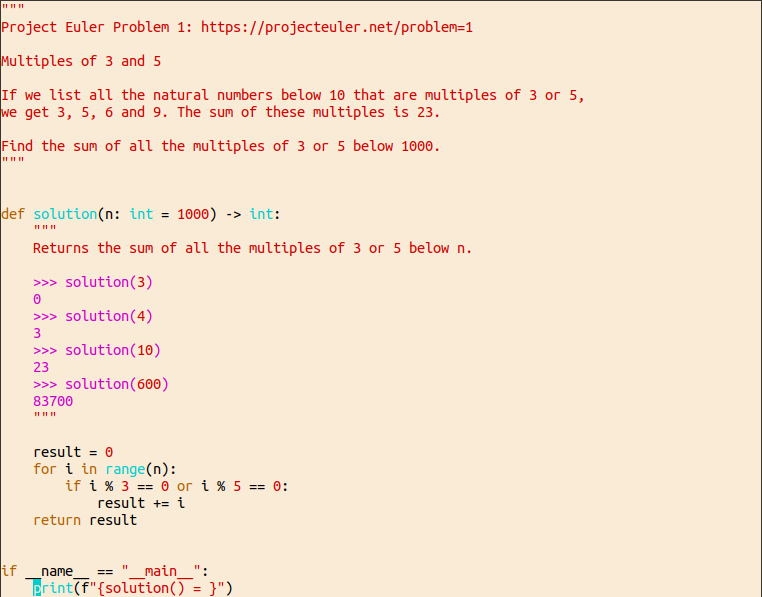 """
Project Euler Problem 1: https://projecteuler.net/problem=1

Multiples of 3 and 5

If we list all the natural numbers below 10 that are multiples of 3 or 5,
we get 3, 5, 6 and 9. The sum of these multiples is 23.

Find the sum of all the multiples of 3 or 5 below 1000.
"""


def solution(n: int = 1000) -> int:
    """
    Returns the sum of all the multiples of 3 or 5 below n.

    >>> solution(3)
    0
    >>> solution(4)
    3
    >>> solution(10)
    23
    >>> solution(600)
    83700
    """

    result = 0
    for i in range(n):
        if i % 3 == 0 or i % 5 == 0:
            result += i
    return result


if __name__ == "__main__":
    print(f"{solution() = }")